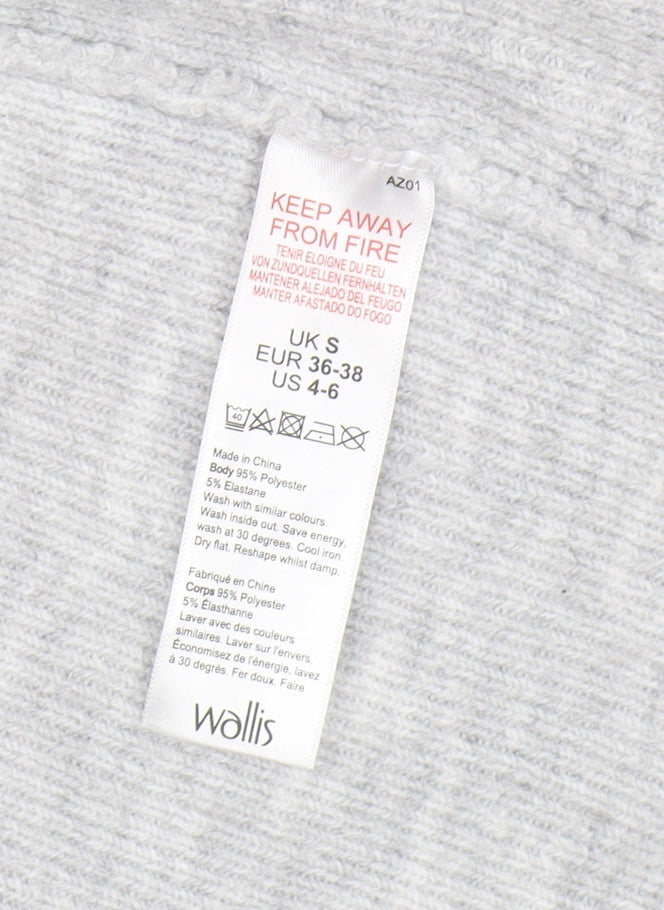 AZ01
KEEP AWAY
FROM FIRE
TENIR ELOIGNE DU FEU
VON ZUNDQUELLEN FERNHALTEN
MANTENER ALEJADO DEL FEUGO
MANTER AFASTADO DO FOGO
UK S
EUR 36-38
US 4-6
40
Made in China
Body 95% Polyester
5% Elastane
Wash with similar colours
Wash inside out. Save energy,
wash at 30 degrees. Cool iron.
Dry flat. Reshape whilst damp.
Fabriqué en Chine
Corps 95% Polyester
5% Élasthanne
Laver avec des couleurs
similaires. Laver sur l'envers.
Économisez de l'énergie, lavez
à 30 degrés. Fer doux. Faire
wallis